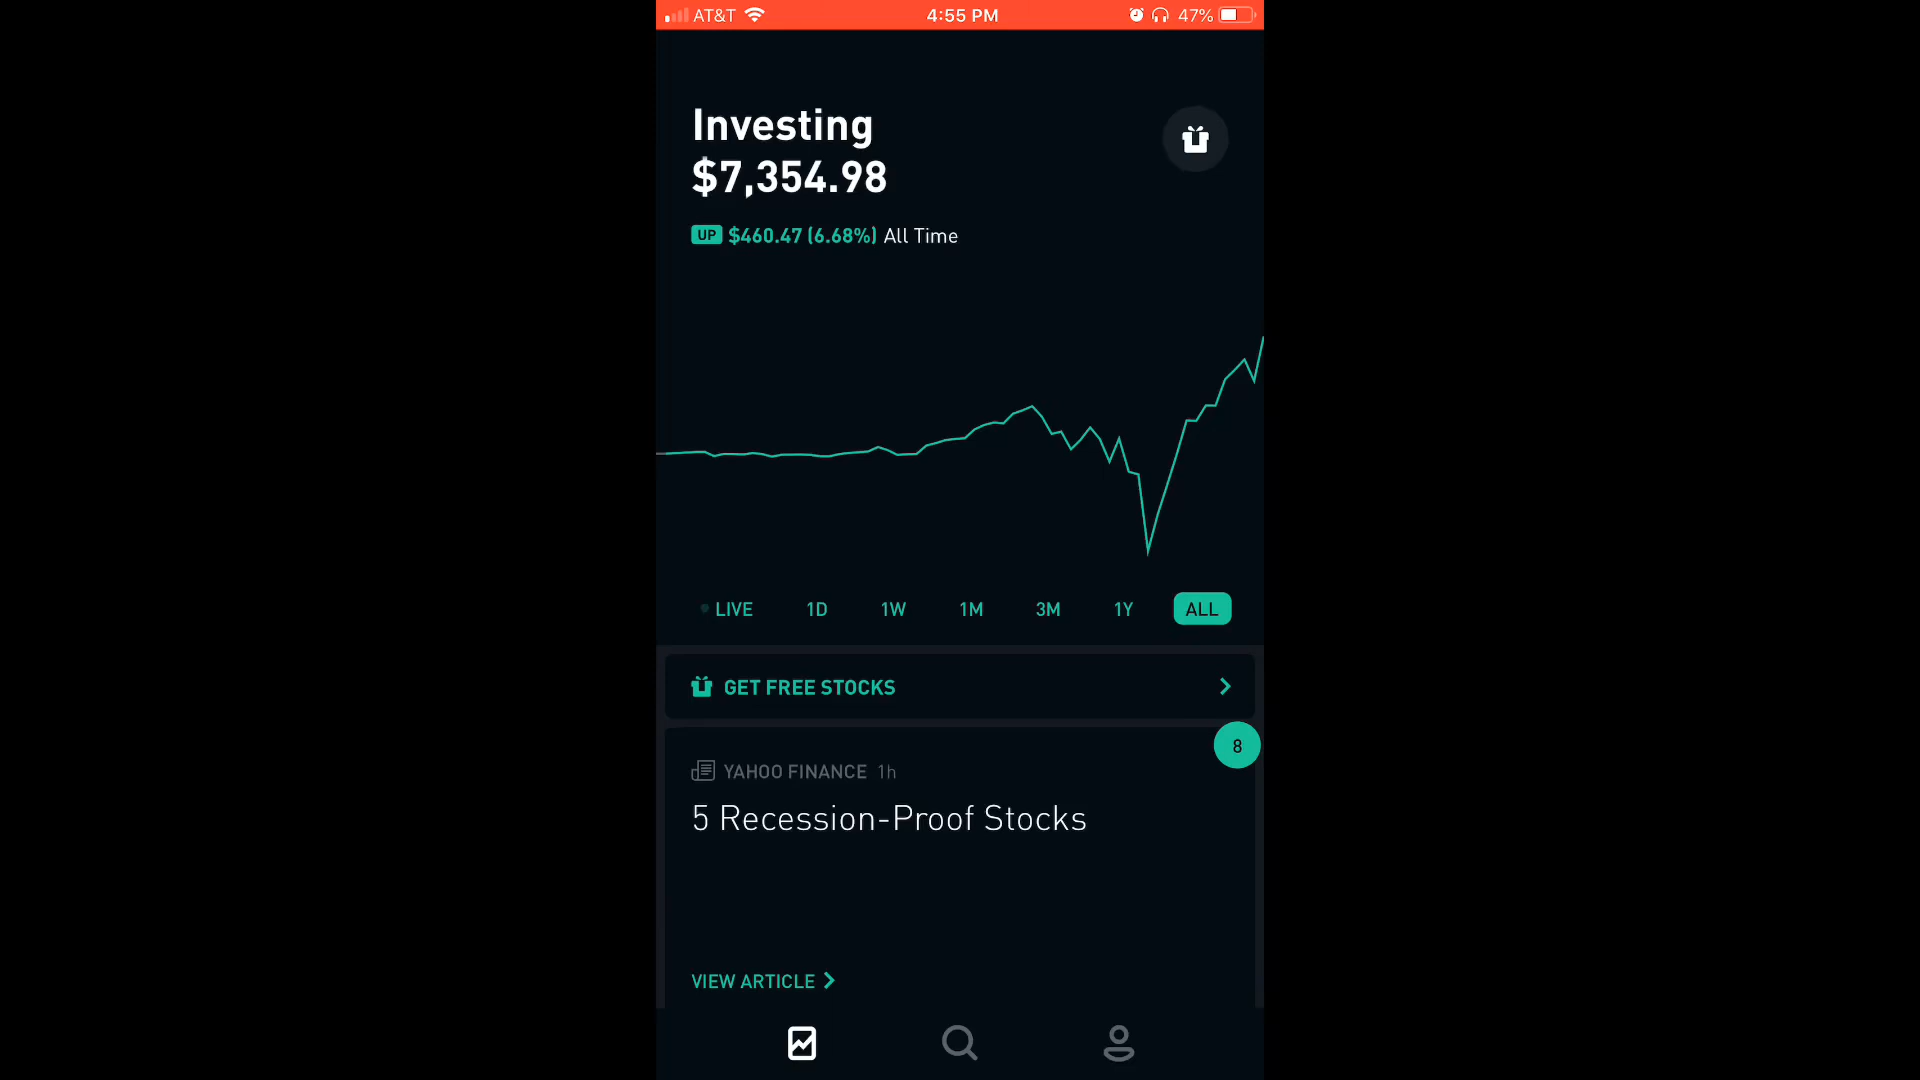 AT&T 4:55 PM 47%
Investing
$7,354.98
UP $460.47 (6.68%) All Time
LIVE 1D 1W 1M 3M 1Y ALL
GET FREE STOCKS
8
YAHOO FINANCE 1h
5 Recession-Proof Stocks
VIEW ARTICLE